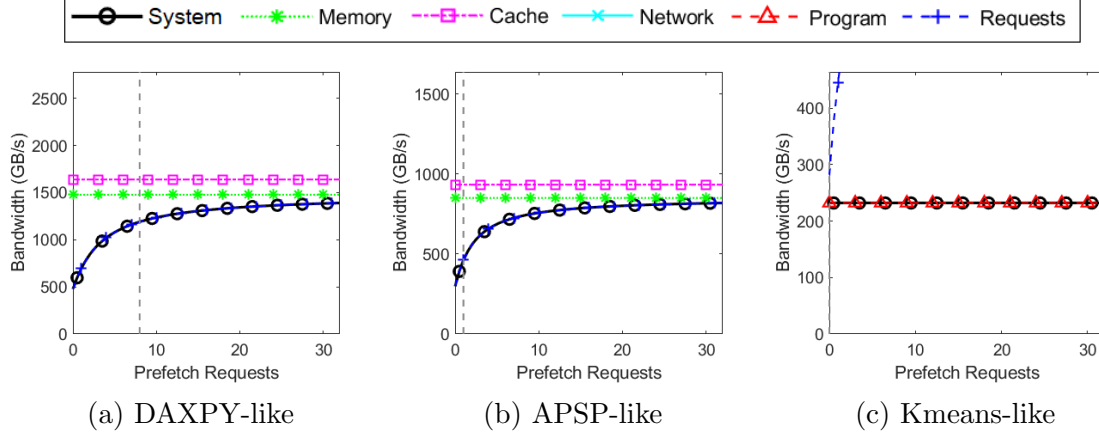 System Memory Cache Network Program Requests
2500
2000
1500
1000
500
0
0 10 20 30
Bandwidth (GB/s)
Prefetch Requests
(a) DAXPY-like
1500
1000
500
0
0 10 20 30
Bandwidth (GB/s)
Prefetch Requests
(b) APSP-like
400
300
200
100
0
0 10 20 30
Bandwidth (GB/s)
Prefetch Requests
(c) Kmeans-like